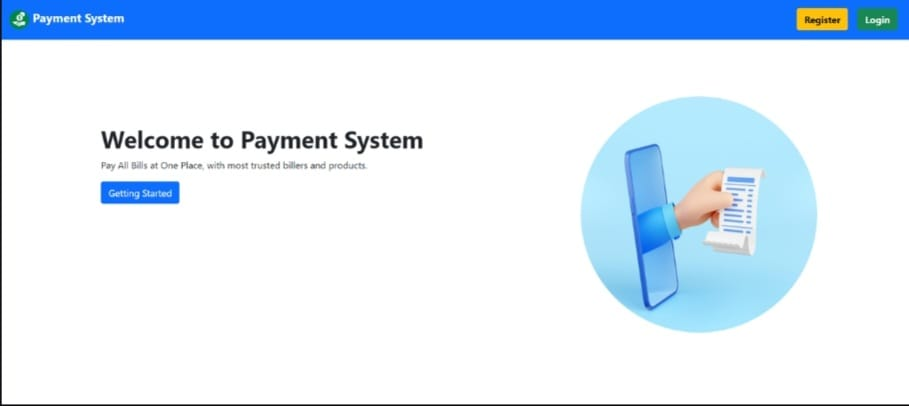 Payment System
Register
Login
Welcome to Payment System
Pay All Bills at One Place, with most trusted billers and products.
Getting Started